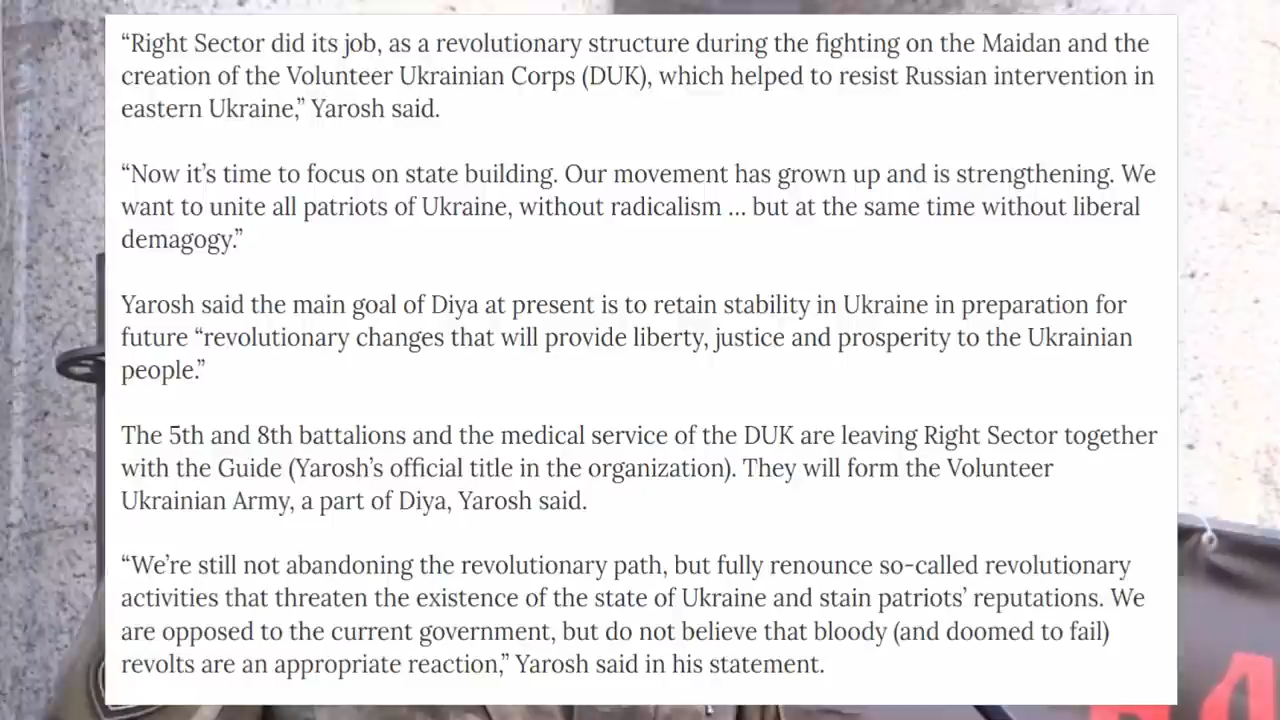 “Right Sector did its job, as a revolutionary structure during the fighting on the Maidan and the
creation of the Volunteer Ukrainian Corps (DUK), which helped to resist Russian intervention in
eastern Ukraine,” Yarosh said.
“Now it’s time to focus on state building. Our movement has grown up and is strengthening. We
want to unite all patriots of Ukraine, without radicalism … but at the same time without liberal
demagogy.”
Yarosh said the main goal of Diya at present is to retain stability in Ukraine in preparation for
future “revolutionary changes that will provide liberty, justice and prosperity to the Ukrainian
people.”
The 5th and 8th battalions and the medical service of the DUK are leaving Right Sector together
with the Guide (Yarosh’s official title in the organization). They will form the Volunteer
Ukrainian Army, a part of Diya, Yarosh said.
“We’re still not abandoning the revolutionary path, but fully renounce so-called revolutionary
activities that threaten the existence of the state of Ukraine and stain patriots’ reputations. We
are opposed to the current government, but do not believe that bloody (and doomed to fail)
revolts are an appropriate reaction,” Yarosh said in his statement.